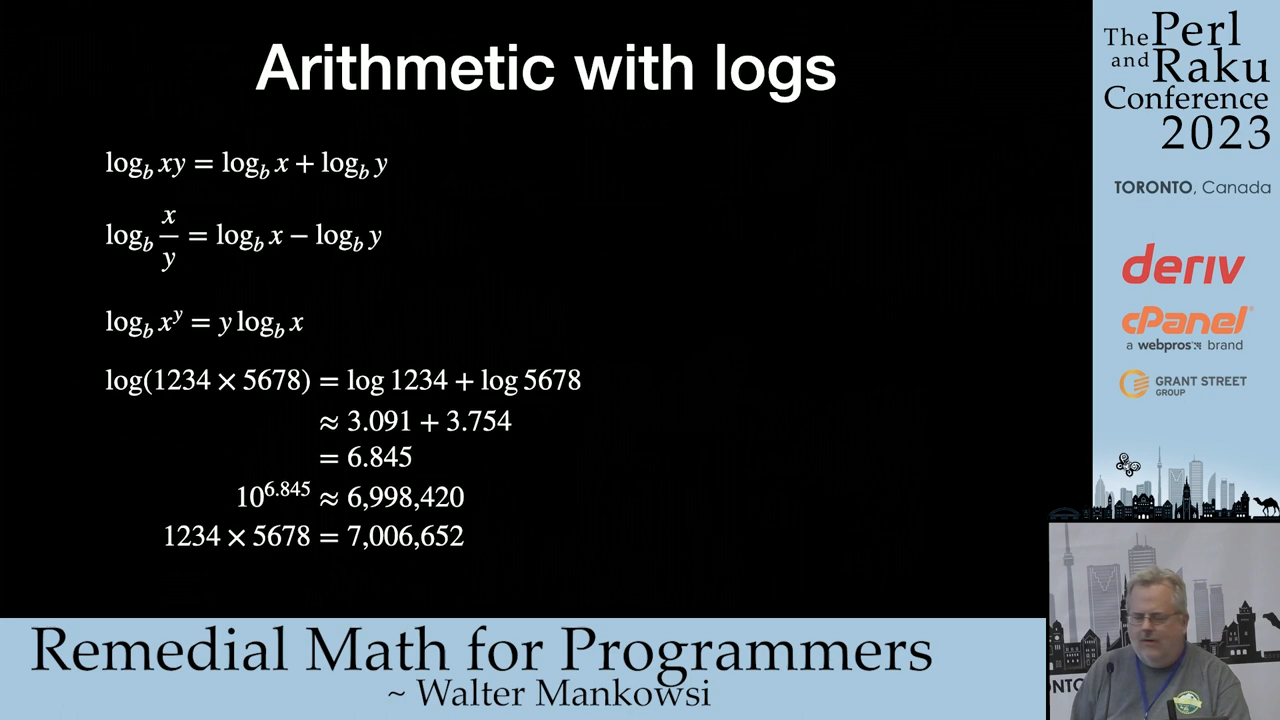 Arithmetic with logs
log_b xy = log_b x + log_b y
log_b x/y = log_b x − log_b y
log_b x^y = y log_b x
log(1234 × 5678) = log 1234 + log 5678
≈ 3.091 + 3.754
= 6.845
10^6.845 ≈ 6,998,420
1234 × 5678 = 7,006,652
The Perl
and Raku
Conference
2023
TORONTO, Canada
deriv
cPanel®
a webpros brand
GRANT STREET
GROUP
Remedial Math for Programmers
~ Walter Mankowsi